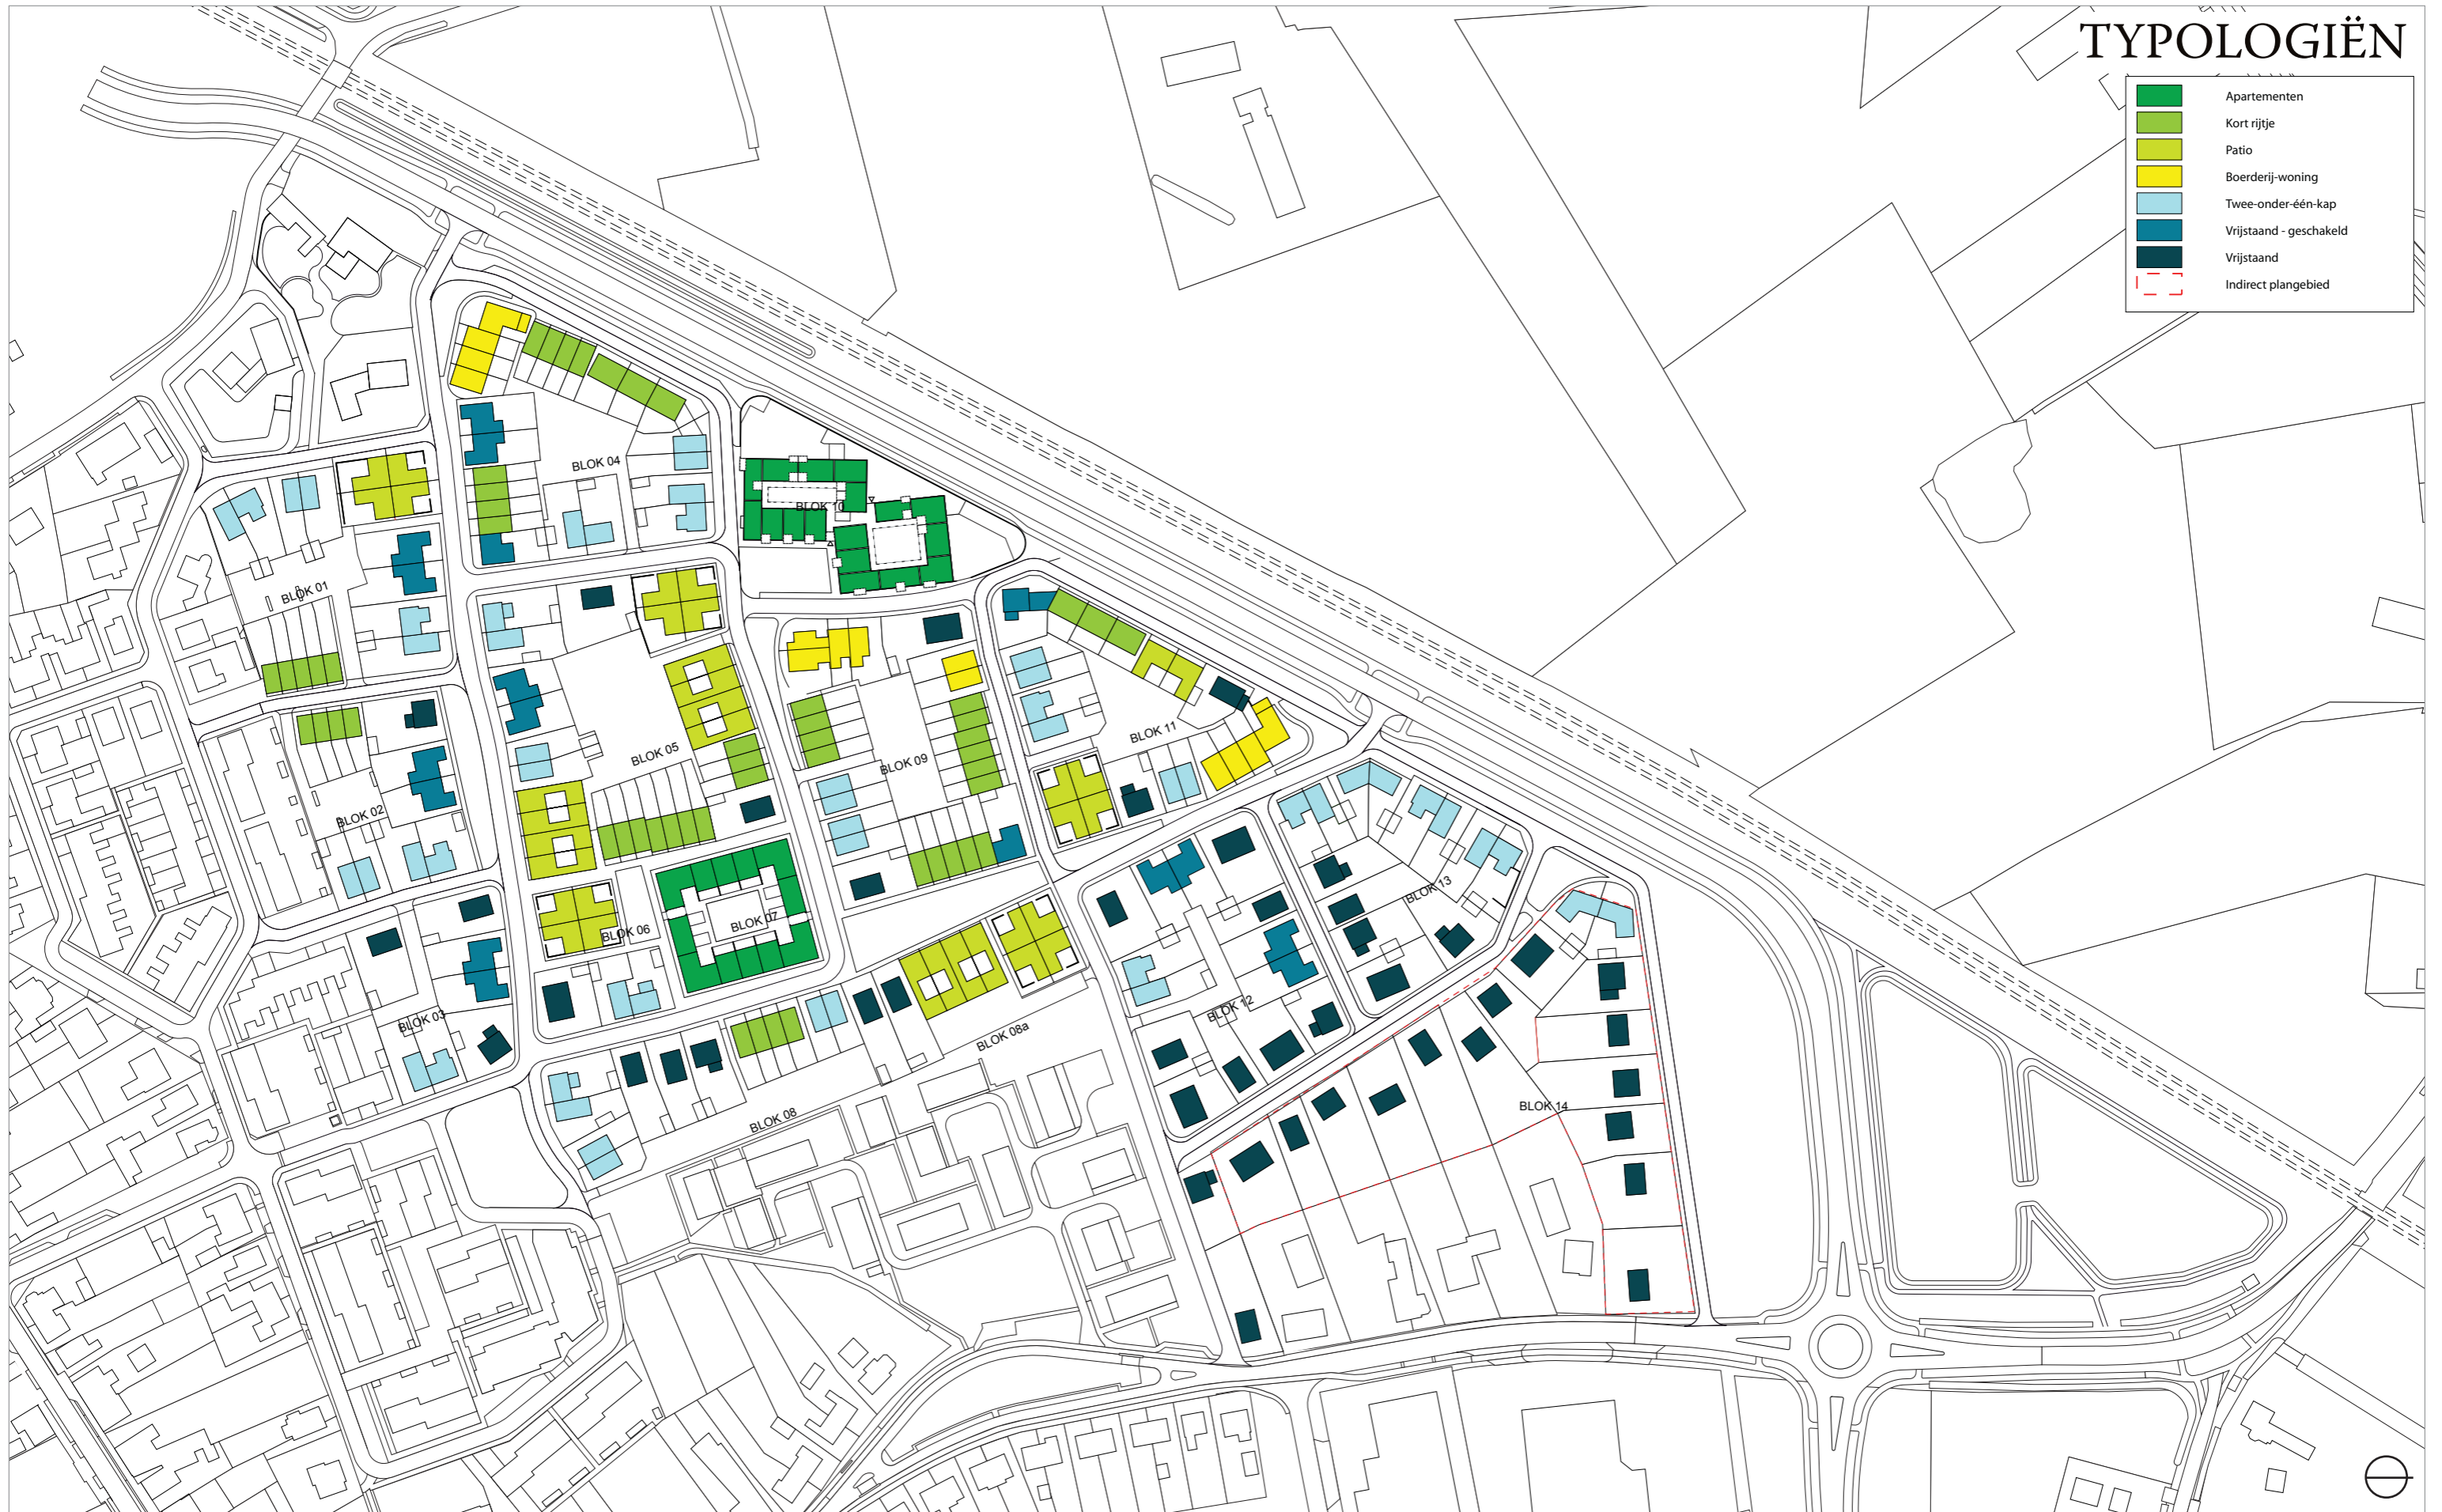 TYPOLOGIËN
Apartementen
Kort rijtje
Patio
Boerderij-woning
Twee-onder-één-kap
Vrijstaand - geschakeld
Vrijstaand
Indirect plangebied
BLOK 04
BLOK 10
BLOK 01
BLOK 11
BLOK 05
BLOK 09
BLOK 02
BLOK 13
BLOK 07
BLOK 06
BLOK 12
BLOK 03
BLOK 08a
BLOK 14
BLOK 08